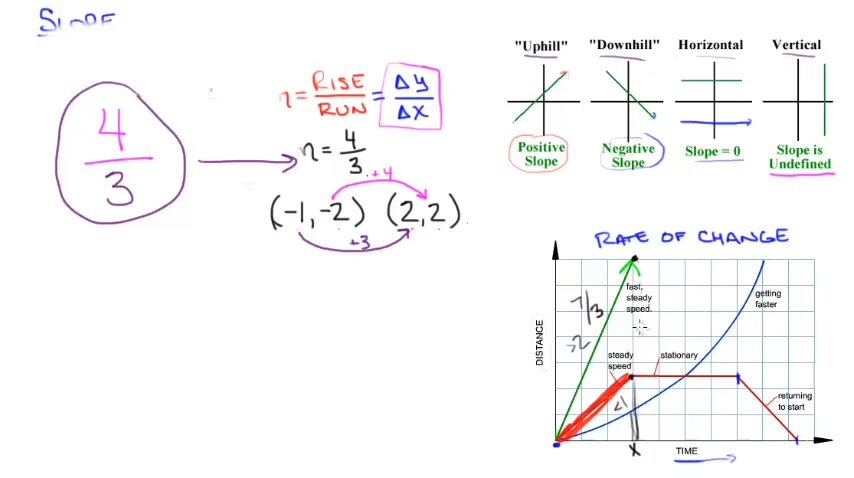 SLOPE
4
3
n = RISE
RUN
= Δy
Δx
n = 4
3
+4
(-1, -2) (2, 2)
+3
"Uphill" "Downhill" Horizontal Vertical
Positive
Slope
Negative
Slope
Slope = 0
Slope is
Undefined
RATE OF CHANGE
DISTANCE
7/3
>2
fast,
steady
speed.
getting
faster
steady
speed
stationary
<1
returning
to start
X
TIME